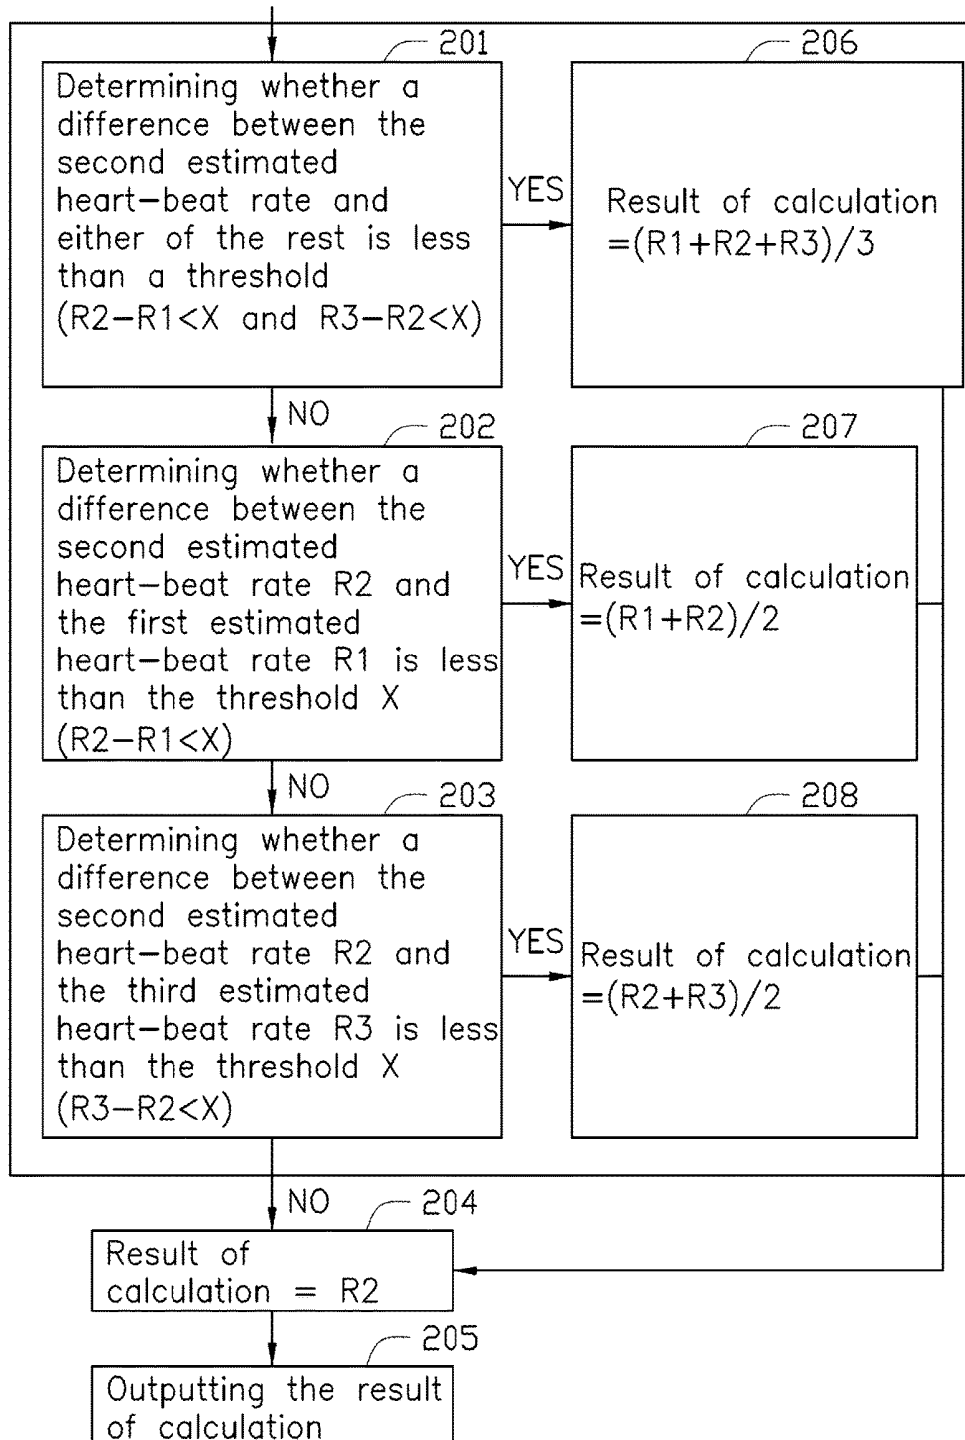 201
Determining whether a
difference between the
second estimated
heart-beat rate and
either of the rest is less
than a threshold
(R2-R1<X and R3-R2<X)
YES
206
Result of calculation
=(R1+R2+R3)/3
NO
202
Determining whether a
difference between the
second estimated
heart-beat rate R2 and
the first estimated
heart-beat rate R1 is less
than the threshold X
(R2-R1<X)
YES
207
Result of calculation
=(R1+R2)/2
NO
203
Determining whether a
difference between the
second estimated
heart-beat rate R2 and
the third estimated
heart-beat rate R3 is less
than the threshold X
(R3-R2<X)
YES
208
Result of calculation
=(R2+R3)/2
NO
204
Result of
calculation = R2
205
Outputting the result
of calculation